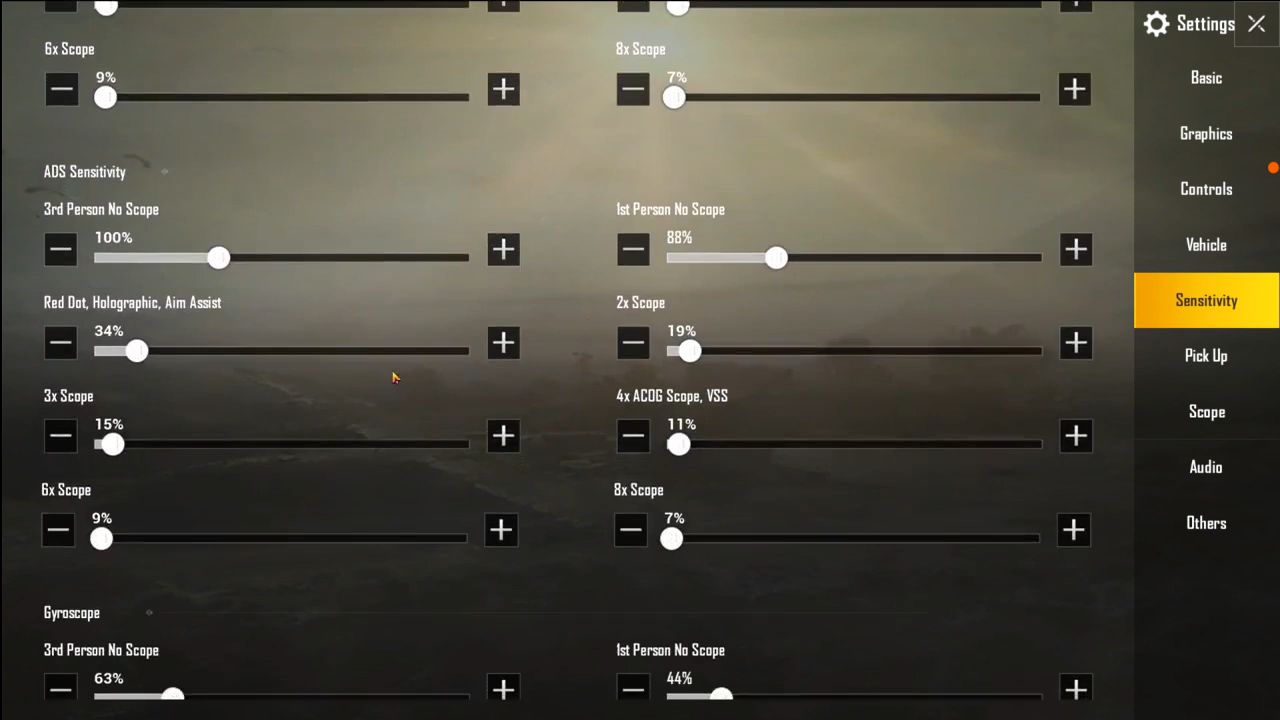 Settings
6x Scope
8x Scope
9%
7%
Basic
Graphics
ADS Sensitivity
Controls
3rd Person No Scope
1st Person No Scope
100%
88%
Vehicle
Red Dot, Holographic, Aim Assist
2x Scope
Sensitivity
34%
19%
Pick Up
3x Scope
4x ACOG Scope, VSS
Scope
15%
11%
Audio
6x Scope
8x Scope
9%
7%
Others
Gyroscope
3rd Person No Scope
1st Person No Scope
63%
44%